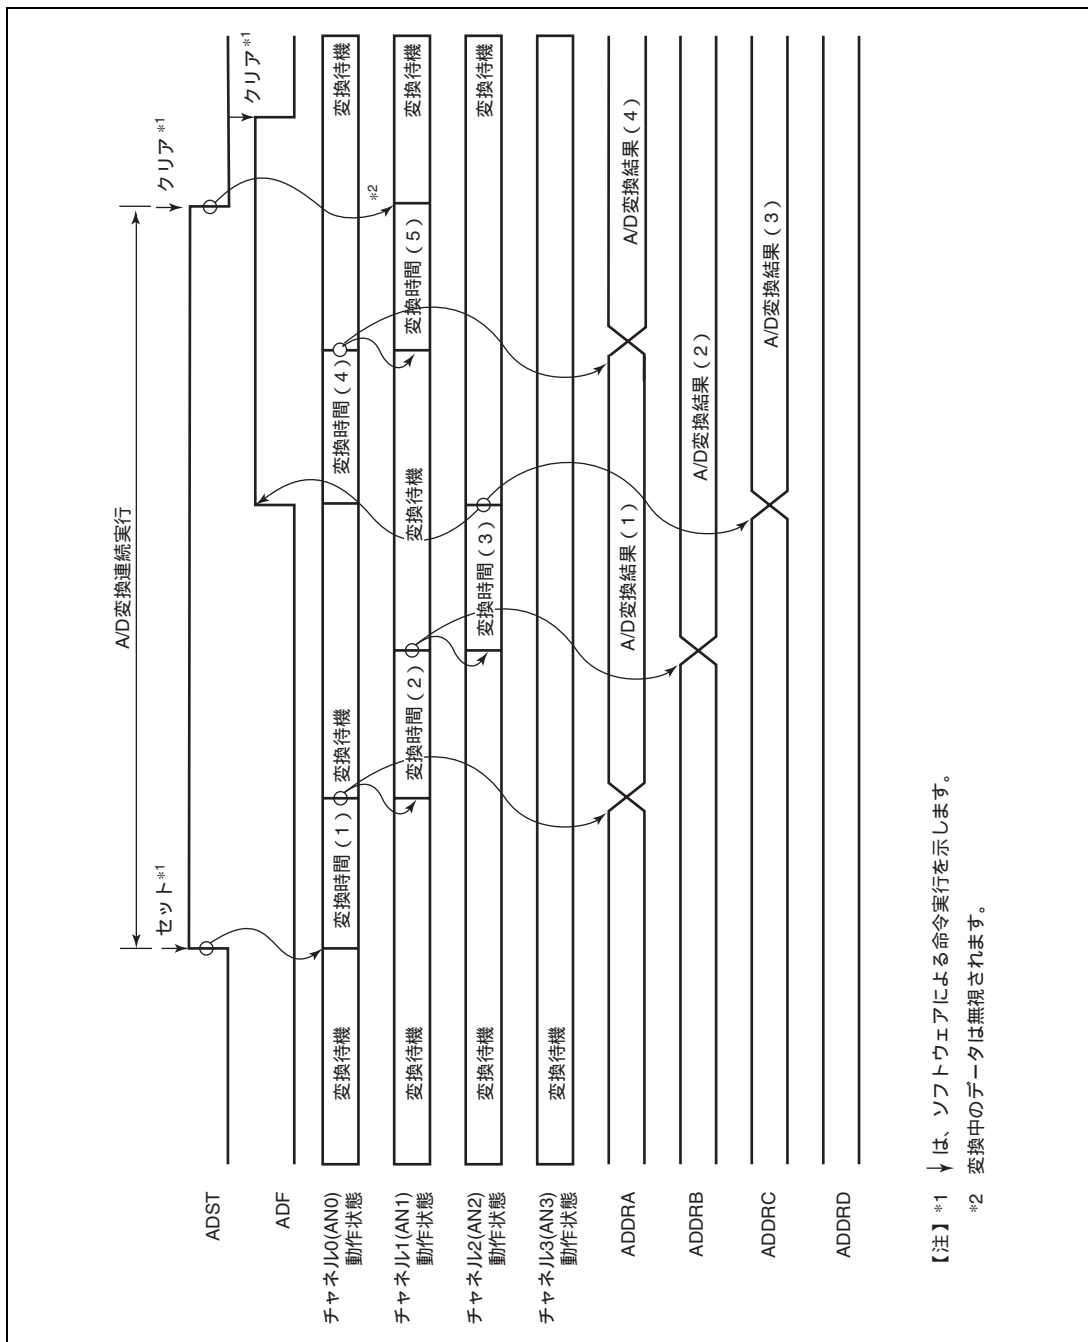 A/D変換連続実行
セット*1
クリア*1
クリア*1
ADST
ADF
チャネル0(AN0)
動作状態
変換待機
変換時間(1)
変換待機
変換時間(4)
変換待機
チャネル1(AN1)
動作状態
変換待機
変換時間(2)
変換待機
変換時間(5)
*2
変換待機
チャネル2(AN2)
動作状態
変換待機
変換時間(3)
変換待機
チャネル3(AN3)
動作状態
変換待機
ADDRA
A/D変換結果(1)
A/D変換結果(4)
ADDRB
A/D変換結果(2)
ADDRC
A/D変換結果(3)
ADDRD
【注】*1 ↓は、ソフトウェアによる命令実行を示します。
*2 変換中のデータは無視されます。